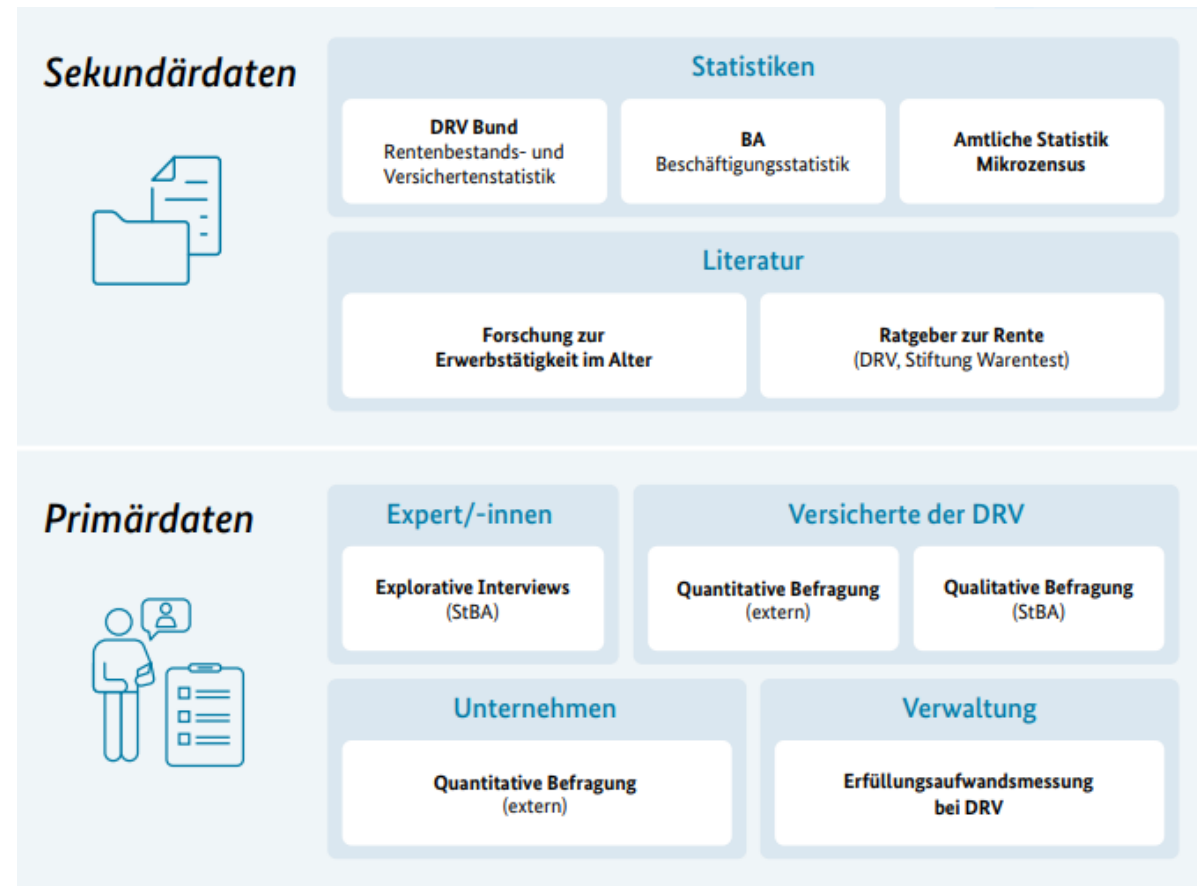 Sekundärdaten
Statistiken
DRV Bund
Rentenbestands- und
Versichertenstatistik
BA
Beschäftigungsstatistik
Amtliche Statistik
Mikrozensus
Literatur
Forschung zur
Erwerbstätigkeit im Alter
Ratgeber zur Rente
(DRV, Stiftung Warentest)
Primärdaten
Expert/-innen
Explorative Interviews
(StBA)
Versicherte der DRV
Quantitative Befragung
(extern)
Qualitative Befragung
(StBA)
Unternehmen
Quantitative Befragung
(extern)
Verwaltung
Erfüllungsaufwandsmessung
bei DRV